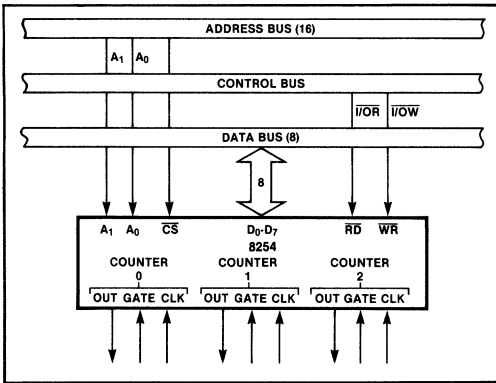 ADDRESS BUS (16)
A1 A0
CONTROL BUS
I/OR I/OW
DATA BUS (8)
8
A1 A0 CS D0-D7 RD WR
8254
COUNTER COUNTER COUNTER
0 1 2
OUT GATE CLK OUT GATE CLK OUT GATE CLK